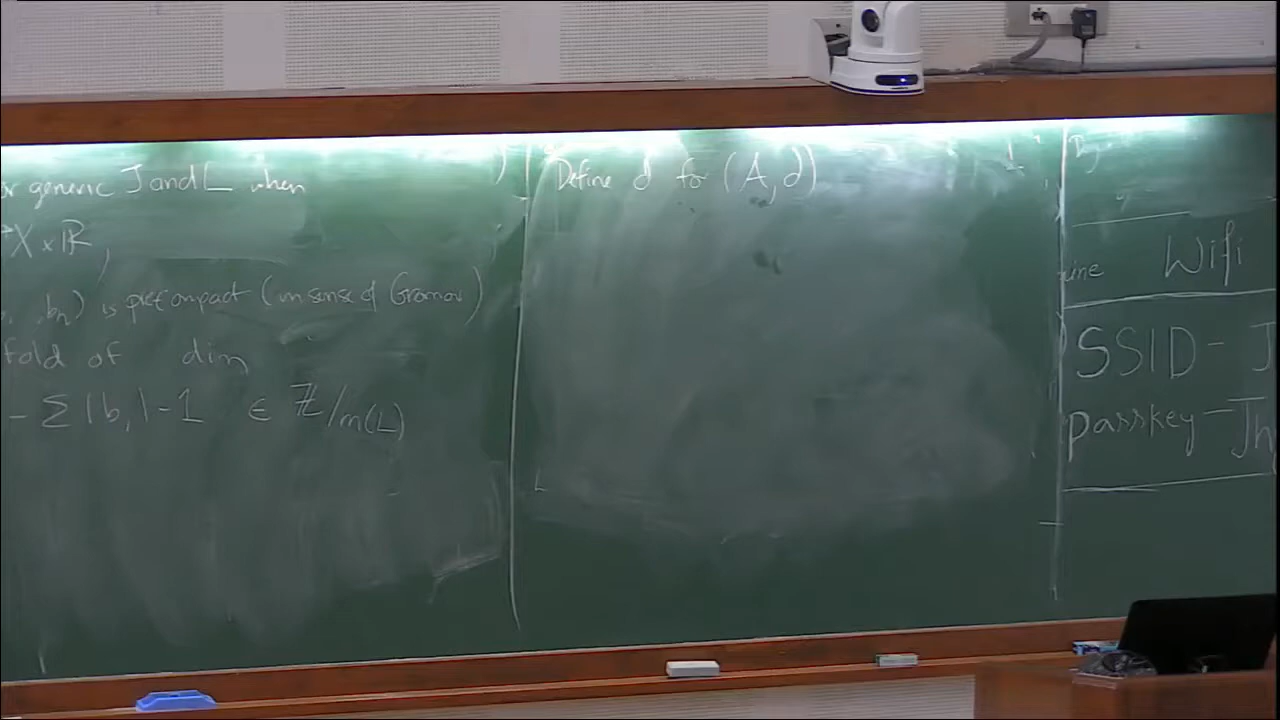 or generic J and L when
X × ℝ,
, b_n) is precompact (in sense of Gromov)
fold of dim
- Σ|b_i|-1 ∈ ℤ/m(L)
Define ∂ for (A,∂)
Wifi
SSID- J
passkey-Jh